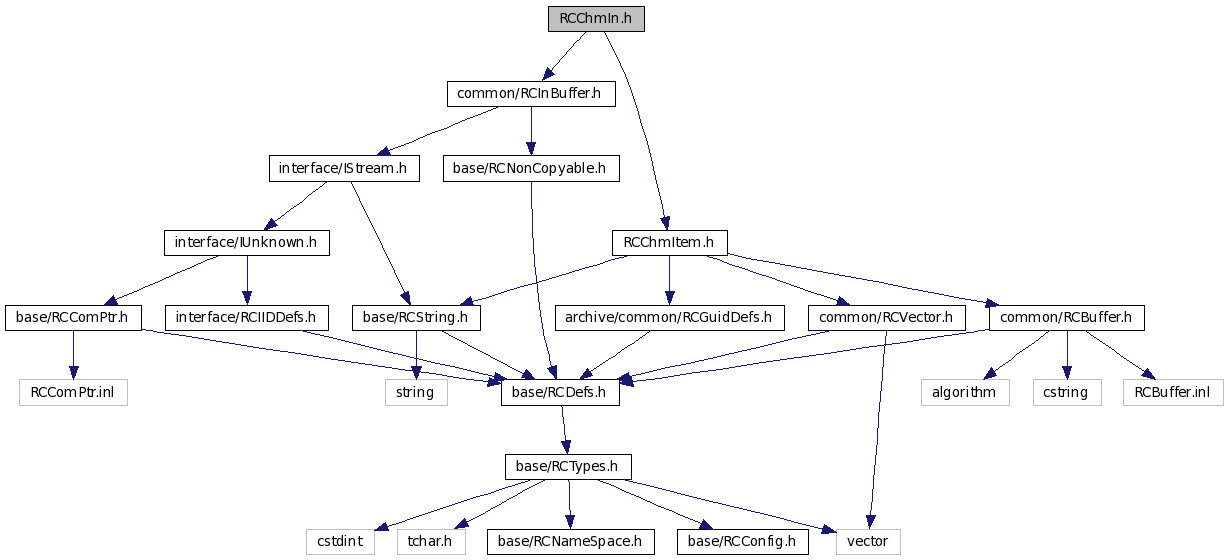 RCChmIn.h
common/RCInBuffer.h
interface/IStream.h
base/RCNonCopyable.h
interface/IUnknown.h
RCChmItem.h
base/RCComPtr.h
interface/RCIIDDefs.h
base/RCString.h
archive/common/RCGuidDefs.h
common/RCVector.h
common/RCBuffer.h
RCComPtr.inl
string
base/RCDefs.h
algorithm
cstring
RCBuffer.inl
base/RCTypes.h
cstdint
tchar.h
base/RCNameSpace.h
base/RCConfig.h
vector